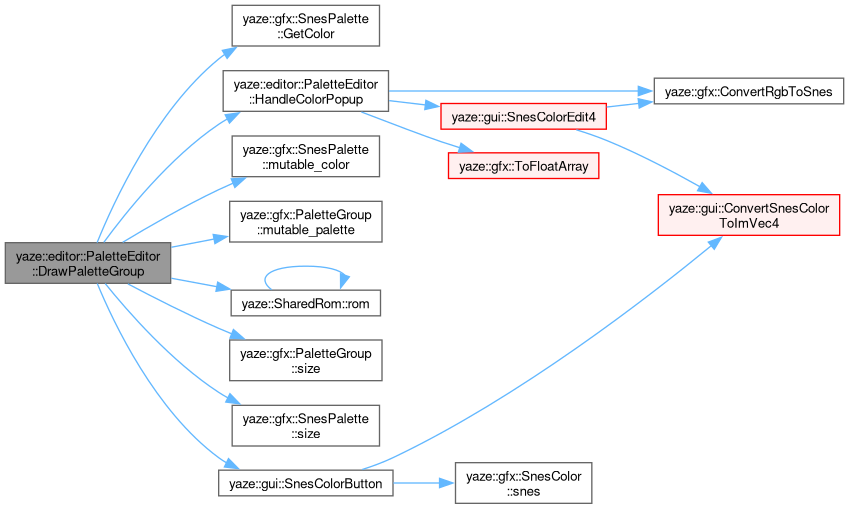 yaze::gfx::SnesPalette
::GetColor
yaze::editor::PaletteEditor
::HandleColorPopup
yaze::gfx::ConvertRgbToSnes
yaze::gui::SnesColorEdit4
yaze::gfx::SnesPalette
::mutable_color
yaze::gfx::ToFloatArray
yaze::gfx::PaletteGroup
::mutable_palette
yaze::gui::ConvertSnesColor
ToImVec4
yaze::editor::PaletteEditor
::DrawPaletteGroup
yaze::SharedRom::rom
yaze::gfx::PaletteGroup
::size
yaze::gfx::SnesPalette
::size
yaze::gui::SnesColorButton
yaze::gfx::SnesColor
::snes